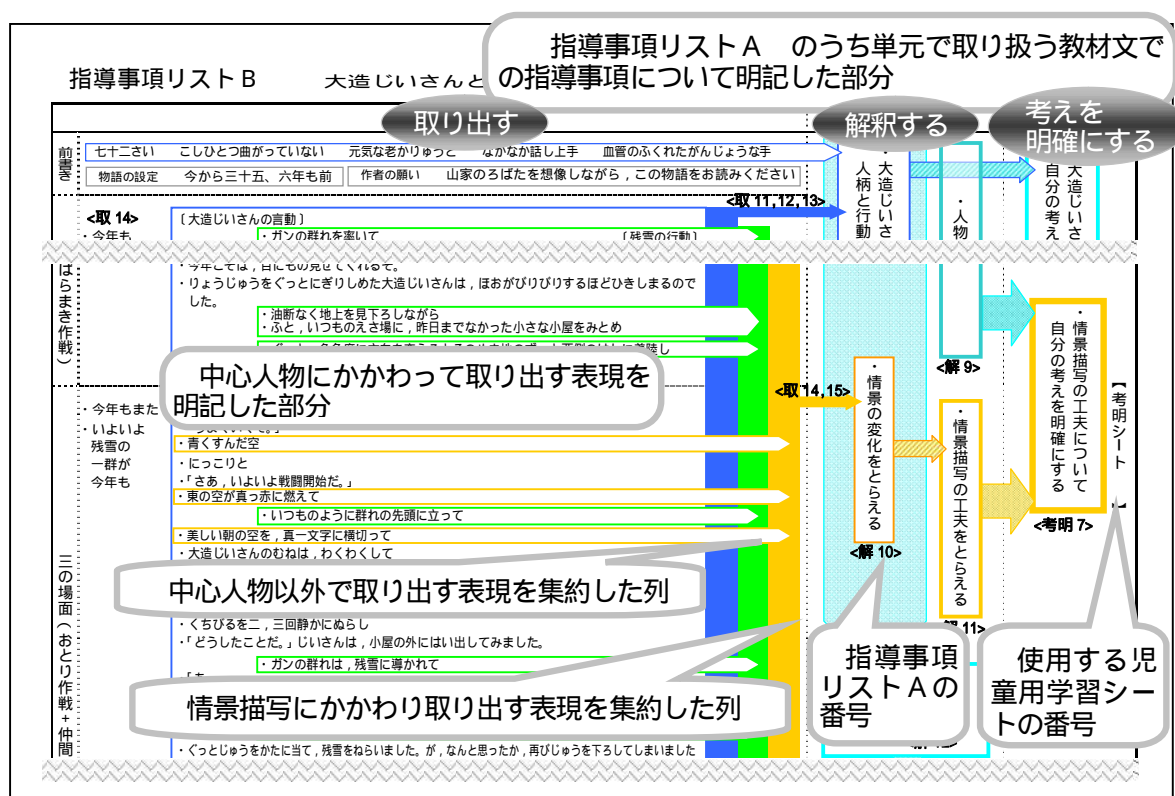 指導事項リストＡ　のうち単元で取り扱う教材文で
の指導事項について明記した部分
指導事項リストＢ　大造じいさんと
取り出す
解釈する
考えを
明確にする
前書き
七十二さい　こしひとつ曲がっていない　元気な老かりゅうど　なかなか話し上手　血管のふくれたがんじょうな手
物語の設定　今から三十五、六年も前
作者の願い　山家のろばたを想像しながら，この物語をお読みください
・大造じいさ
人柄と行動
・人物
大造じいさ
自分の考え
<取 14>
・今年も
<取 11,12,13>
〔大造じいさんの言動〕
・ガンの群れを率いて
〔残雪の行動〕
ばらまき作戦）
・今年こそは，目にもの見せてくれるぞ。
・りょうじゅうをぐっとにぎりしめた大造じいさんは，ほおがびりびりするほどひきしまるので
した。
・油断なく地上を見下ろしながら
・ふと，いつものえさ場に，昨日までなかった小さな小屋をみとめ
中心人物にかかわって取り出す表現を
明記した部分
<解 9>
・情景描写の工夫について
自分の考えを明確にする
【考明シート　】
<取 14,15>
・情景の変化をとらえる
・情景描写の工夫をとらえる
・今年もまた
・いよいよ
残雪の
一群が
今年も
・青くすんだ空
・にっこりと
・「さあ，いよいよ戦闘開始だ。」
・東の空が真っ赤に燃えて
・いつものように群れの先頭に立って
・美しい朝の空を，真一文字に横切って
・大造じいさんのむねは，わくわくして
<考明 7>
<解 10>
三の場面（おとり作戦＋仲間
中心人物以外で取り出す表現を集約した列
・くちびるを二，三回静かにぬらし
・「どうしたことだ。」じいさんは，小屋の外にはい出してみました。
・ガンの群れは，残雪に導かれて
解 11>
情景描写にかかわり取り出す表現を集約した列
指導事項
リストＡの
番号
使用する児
童用学習シー
トの番号
・ぐっとじゅうをかたに当て，残雪をねらいました。が，なんと思ったか，再びじゅうを下ろしてしまいました